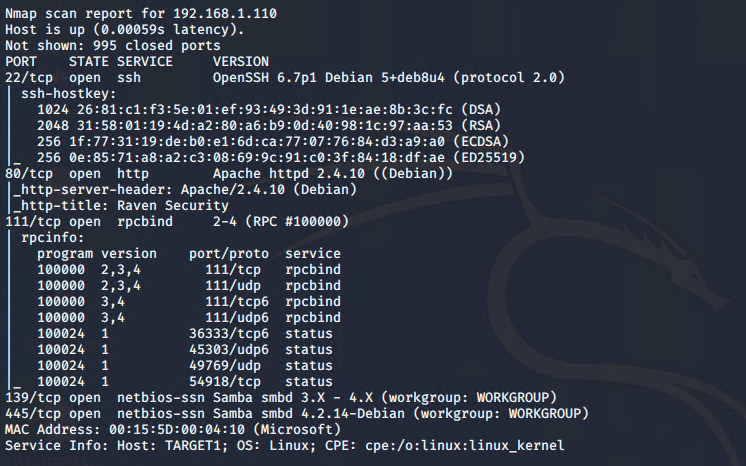 Nmap scan report for 192.168.1.110
Host is up (0.00059s latency).
Not shown: 995 closed ports
PORT    STATE SERVICE     VERSION
22/tcp  open  ssh         OpenSSH 6.7p1 Debian 5+deb8u4 (protocol 2.0)
| ssh-hostkey:
|   1024 26:81:c1:f3:5e:01:ef:93:49:3d:91:1e:ae:8b:3c:fc (DSA)
|   2048 31:58:01:19:4d:a2:80:a6:b9:0d:40:98:1c:97:aa:53 (RSA)
|   256 1f:77:31:19:de:b0:e1:6d:ca:77:07:76:84:d3:a9:a0 (ECDSA)
|_  256 0e:85:71:a8:a2:c3:08:69:9c:91:c0:3f:84:18:df:ae (ED25519)
80/tcp  open  http        Apache httpd 2.4.10 ((Debian))
|_http-server-header: Apache/2.4.10 (Debian)
|_http-title: Raven Security
111/tcp open  rpcbind     2-4 (RPC #100000)
| rpcinfo:
|   program version    port/proto  service
|   100000  2,3,4        111/tcp   rpcbind
|   100000  2,3,4        111/udp   rpcbind
|   100000  3,4          111/tcp6  rpcbind
|   100000  3,4          111/udp6  rpcbind
|   100024  1          36333/tcp6  status
|   100024  1          45303/udp6  status
|   100024  1          49769/udp   status
|_  100024  1          54918/tcp   status
139/tcp open  netbios-ssn Samba smbd 3.X - 4.X (workgroup: WORKGROUP)
445/tcp open  netbios-ssn Samba smbd 4.2.14-Debian (workgroup: WORKGROUP)
MAC Address: 00:15:5D:00:04:10 (Microsoft)
Service Info: Host: TARGET1; OS: Linux; CPE: cpe:/o:linux:linux_kernel